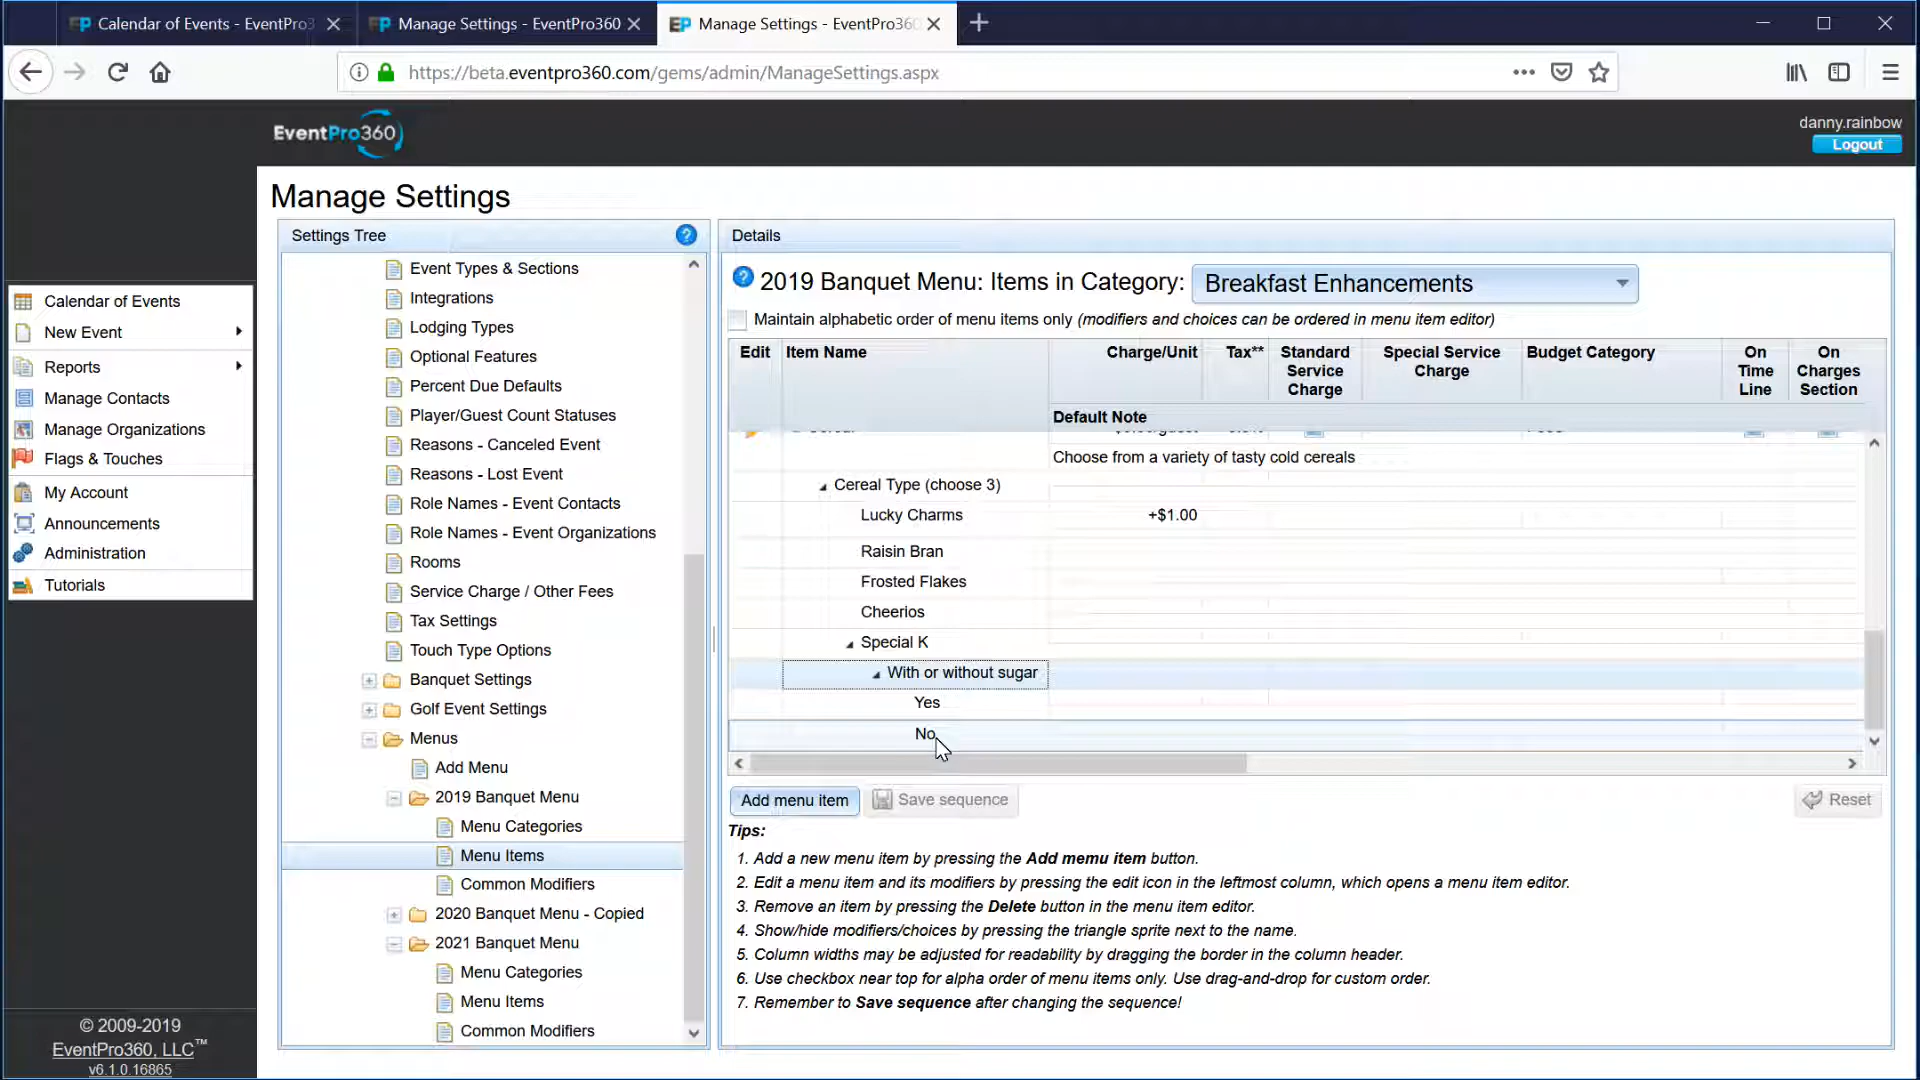 Calendar of Events - EventPro3
Manage Settings - EventPro360
Manage Settings - EventPro360
https://beta.eventpro360.com/gems/admin/ManageSettings.aspx
EventPro360
danny.rainbow
Logout
Calendar of Events
New Event
Reports
Manage Contacts
Manage Organizations
Flags & Touches
My Account
Announcements
Administration
Tutorials
© 2009-2019
EventPro360, LLC™
v6.1.0.16865
Manage Settings
Settings Tree
Event Types & Sections
Integrations
Lodging Types
Optional Features
Percent Due Defaults
Player/Guest Count Statuses
Reasons - Canceled Event
Reasons - Lost Event
Role Names - Event Contacts
Role Names - Event Organizations
Rooms
Service Charge / Other Fees
Tax Settings
Touch Type Options
Banquet Settings
Golf Event Settings
Menus
Add Menu
2019 Banquet Menu
Menu Categories
Menu Items
Common Modifiers
2020 Banquet Menu - Copied
2021 Banquet Menu
Menu Categories
Menu Items
Common Modifiers
Details
2019 Banquet Menu: Items in Category: Breakfast Enhancements
Maintain alphabetic order of menu items only (modifiers and choices can be ordered in menu item editor)
Edit Item Name Charge/Unit Tax** Standard Service Charge Special Service Charge Budget Category On Time Line On Charges Section
Default Note
Choose from a variety of tasty cold cereals
Cereal Type (choose 3)
Lucky Charms +$1.00
Raisin Bran
Frosted Flakes
Cheerios
Special K
With or without sugar
Yes
No
Add menu item Save sequence Reset
Tips:
1. Add a new menu item by pressing the Add memu item button.
2. Edit a menu item and its modifiers by pressing the edit icon in the leftmost column, which opens a menu item editor.
3. Remove an item by pressing the Delete button in the menu item editor.
4. Show/hide modifiers/choices by pressing the triangle sprite next to the name.
5. Column widths may be adjusted for readability by dragging the border in the column header.
6. Use checkbox near top for alpha order of menu items only. Use drag-and-drop for custom order.
7. Remember to Save sequence after changing the sequence!